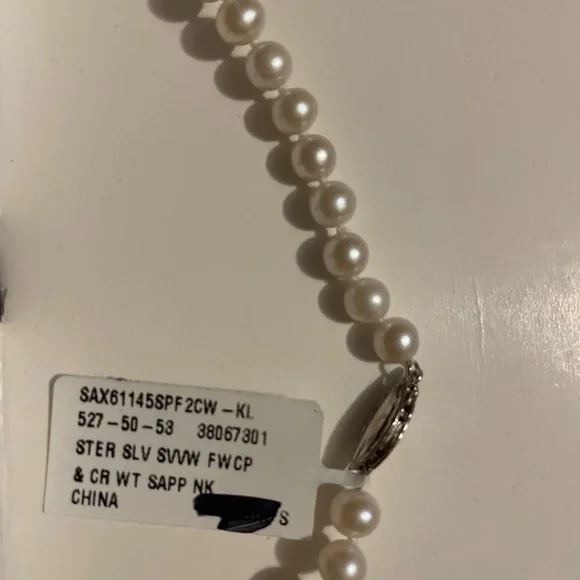 SAX61145SPF2CW-KL
527-50-53 38067301
STER SLV SVVW FWCP
& CR WT SAPP NK
CHINA S